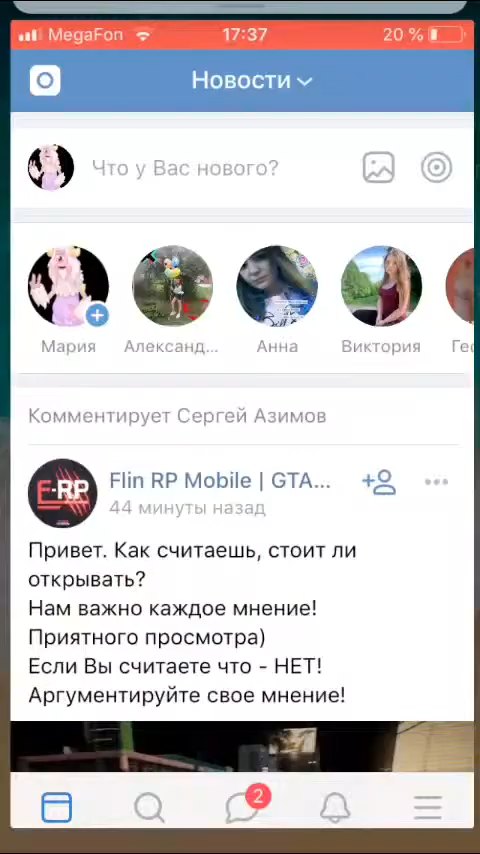 MegaFon 17:37 20 %
Новости
Что у Вас нового?
Мария Александ... Анна Виктория Гео
Комментирует Сергей Азимов
F-RP
Flin RP Mobile | GTA...
44 минуты назад
Привет. Как считаешь, стоит ли
открывать?
Нам важно каждое мнение!
Приятного просмотра)
Если Вы считаете что - НЕТ!
Аргументируйте свое мнение!
2